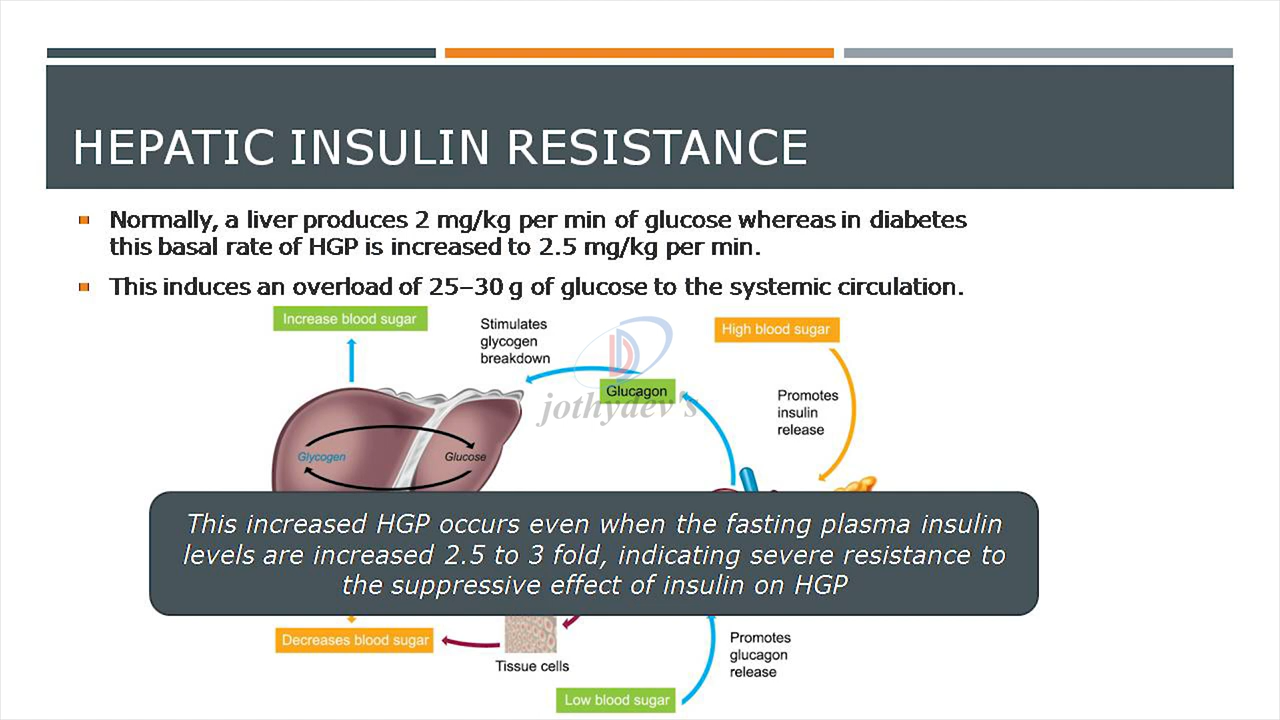 HEPATIC INSULIN RESISTANCE
Normally, a liver produces 2 mg/kg per min of glucose whereas in diabetes
this basal rate of HGP is increased to 2.5 mg/kg per min.
This induces an overload of 25–30 g of glucose to the systemic circulation.
Increase blood sugar
Stimulates
glycogen
breakdown
High blood sugar
Glucagon
jothydev's
Promotes
insulin
release
Glycogen
Glucose
This increased HGP occurs even when the fasting plasma insulin
levels are increased 2.5 to 3 fold, indicating severe resistance to
the suppressive effect of insulin on HGP
Decreases blood sugar
Tissue cells
Promotes
glucagon
release
Low blood sugar